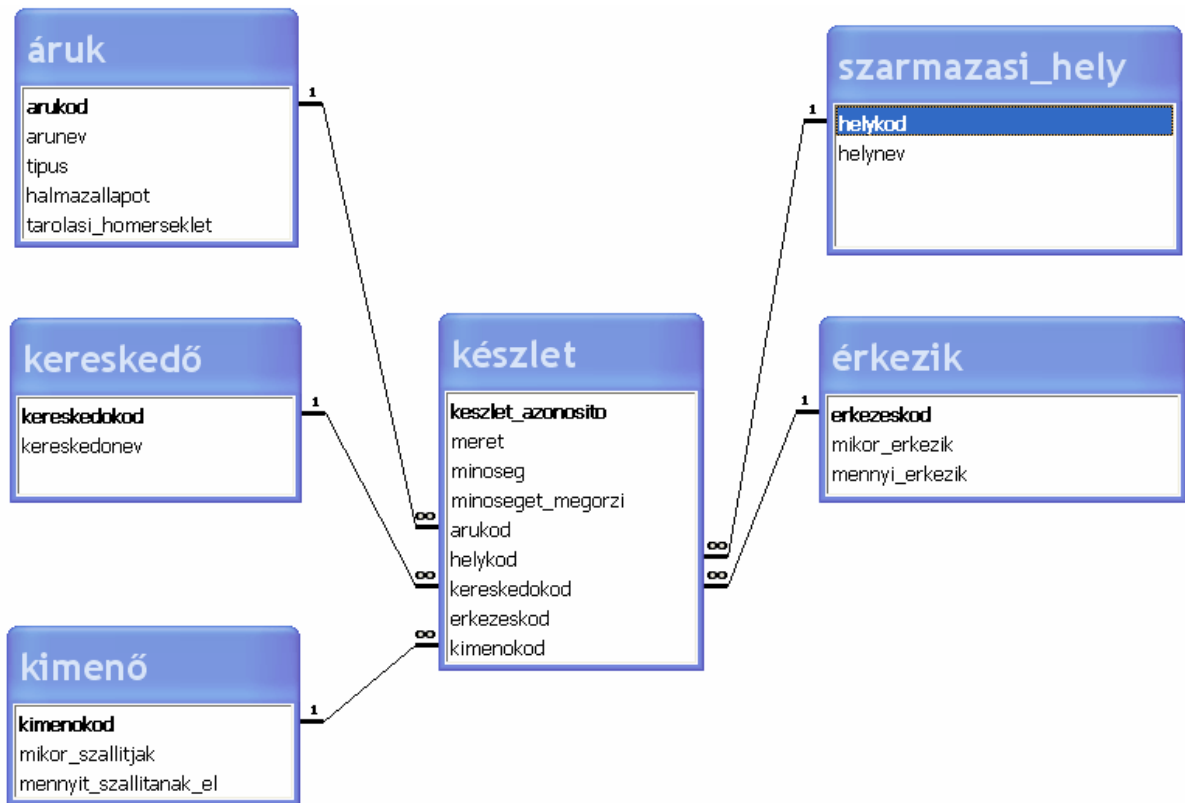 áruk
arukod
arunev
tipus
halmazallapot
tarolasi_homerseklet
1
szarmazasi_hely
helykod
helynev
1
kereskedő
kereskedokod
kereskedonev
1
készlet
keszlet_azonosito
meret
minoseg
minoseget_megorzi
arukod
helykod
kereskedokod
erkezeskod
kimenokod
∞
∞
∞
∞
∞
érkezik
erkezeskod
mikor_erkezik
mennyi_erkezik
1
kimenő
kimenokod
mikor_szallitjak
mennyit_szallitanak_el
1